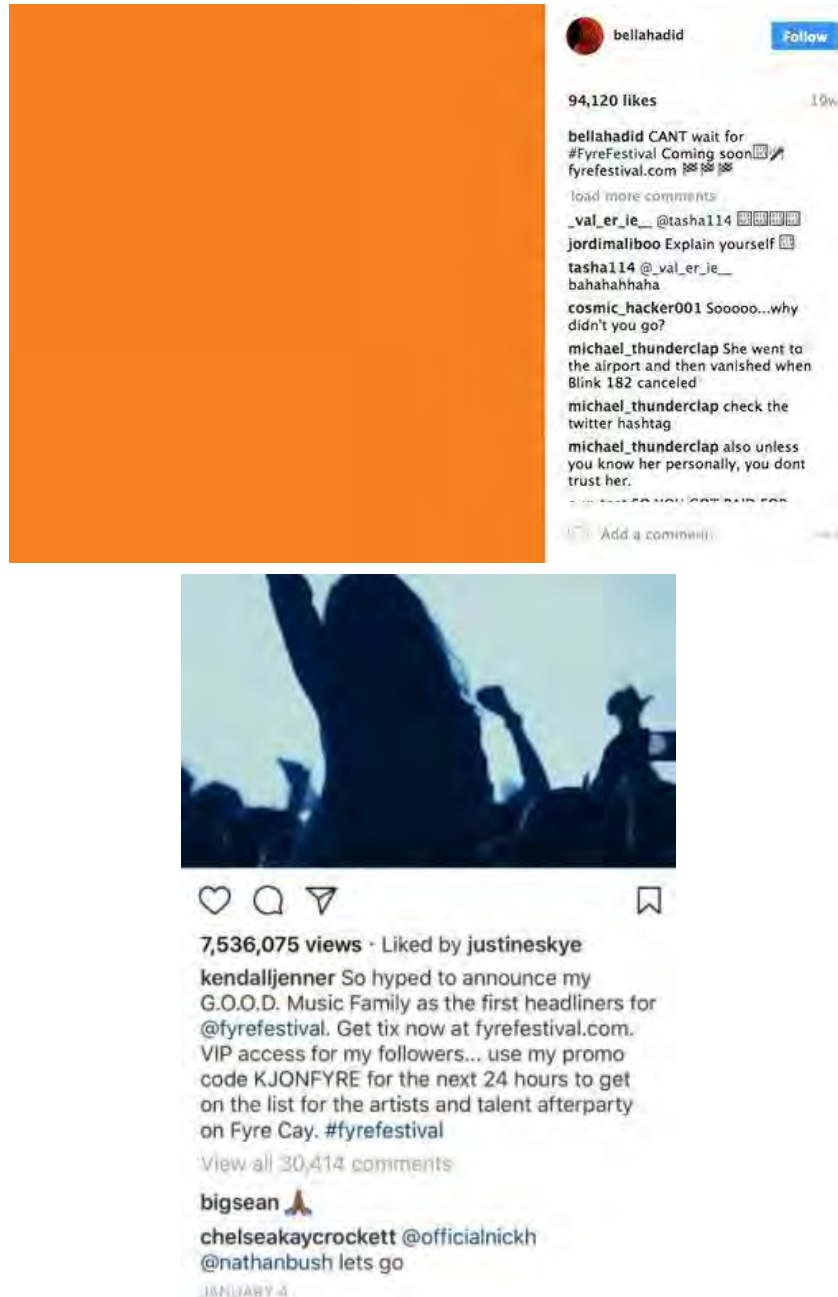 bellahadid
Follow
94,120 likes
19w
bellahadid CANT wait for
#FyreFestival Coming soon
fyrefestival.com
load more comments
_val_er_ie__ @tasha114
jordimaliboo Explain yourself
tasha114 @_val_er_ie__
bahahahhaha
cosmic_hacker001 Sooooo...why
didn't you go?
michael_thunderclap She went to
the airport and then vanished when
Blink 182 canceled
michael_thunderclap check the
twitter hashtag
michael_thunderclap also unless
you know her personally, you dont
trust her.
Add a comment
7,536,075 views · Liked by justineskye
kendalljenner So hyped to announce my
G.O.O.D. Music Family as the first headliners for
@fyrefestival. Get tix now at fyrefestival.com.
VIP access for my followers... use my promo
code KJONFYRE for the next 24 hours to get
on the list for the artists and talent afterparty
on Fyre Cay. #fyrefestival
View all 30,414 comments
bigsean 🙏🏾
chelseakaycrockett @officialnickh
@nathanbush lets go
JANUARY 4